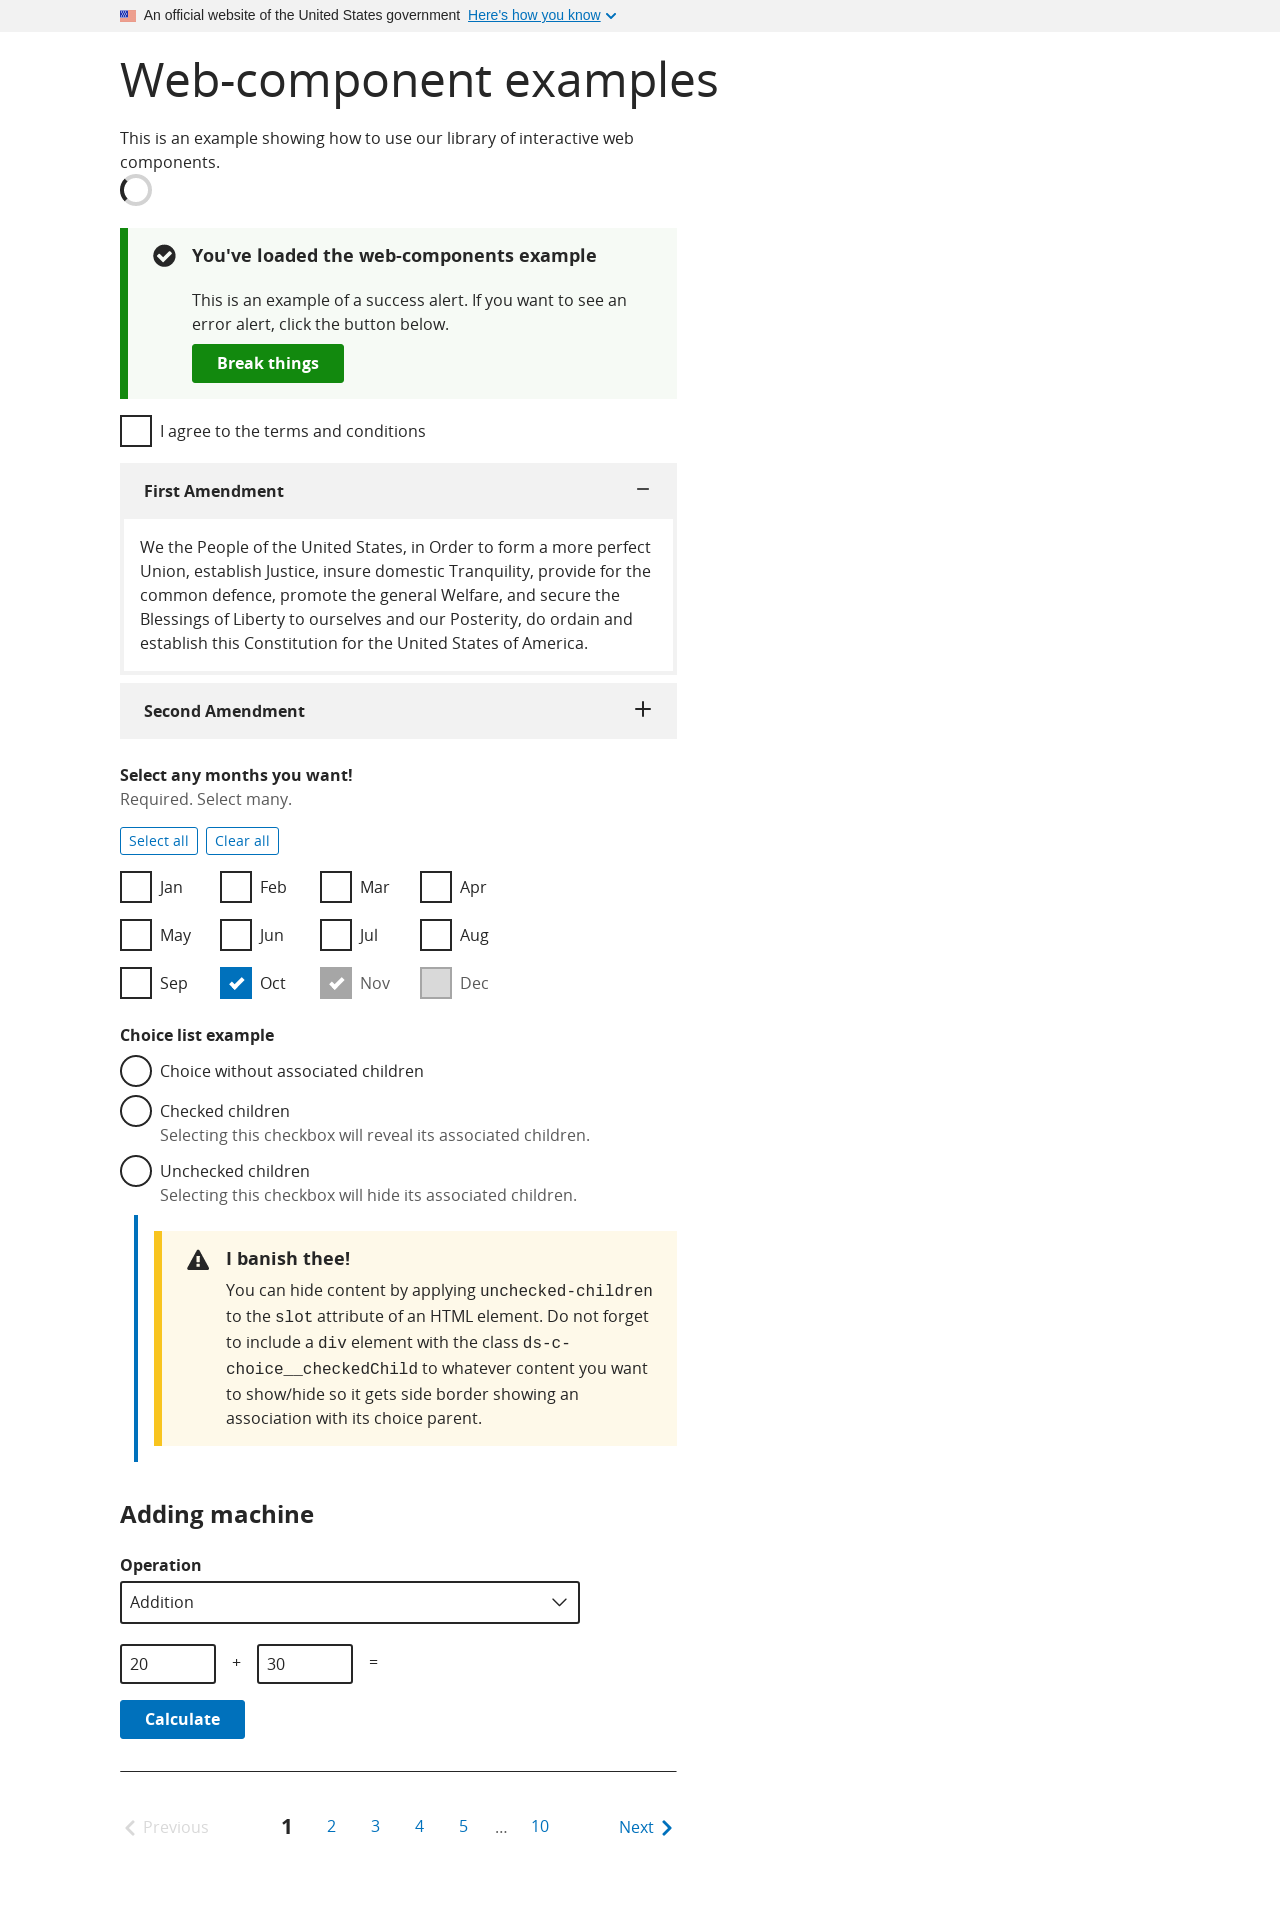 An official website of the United States government Here's how you know
Web-component examples
This is an example showing how to use our library of interactive web
components.
You've loaded the web-components example
This is an example of a success alert. If you want to see an
error alert, click the button below.
Break things
I agree to the terms and conditions
First Amendment
We the People of the United States, in Order to form a more perfect
Union, establish Justice, insure domestic Tranquility, provide for the
common defence, promote the general Welfare, and secure the
Blessings of Liberty to ourselves and our Posterity, do ordain and
establish this Constitution for the United States of America.
Second Amendment
Select any months you want!
Required. Select many.
Select all Clear all
Jan Feb Mar Apr
May Jun Jul Aug
Sep Oct Nov Dec
Choice list example
Choice without associated children
Checked children
Selecting this checkbox will reveal its associated children.
Unchecked children
Selecting this checkbox will hide its associated children.
I banish thee!
You can hide content by applying unchecked-children
to the slot attribute of an HTML element. Do not forget
to include a div element with the class ds-c-
choice__checkedChild to whatever content you want
to show/hide so it gets side border showing an
association with its choice parent.
Adding machine
Operation
Addition
20 + 30 =
Calculate
Previous 1 2 3 4 5 … 10 Next